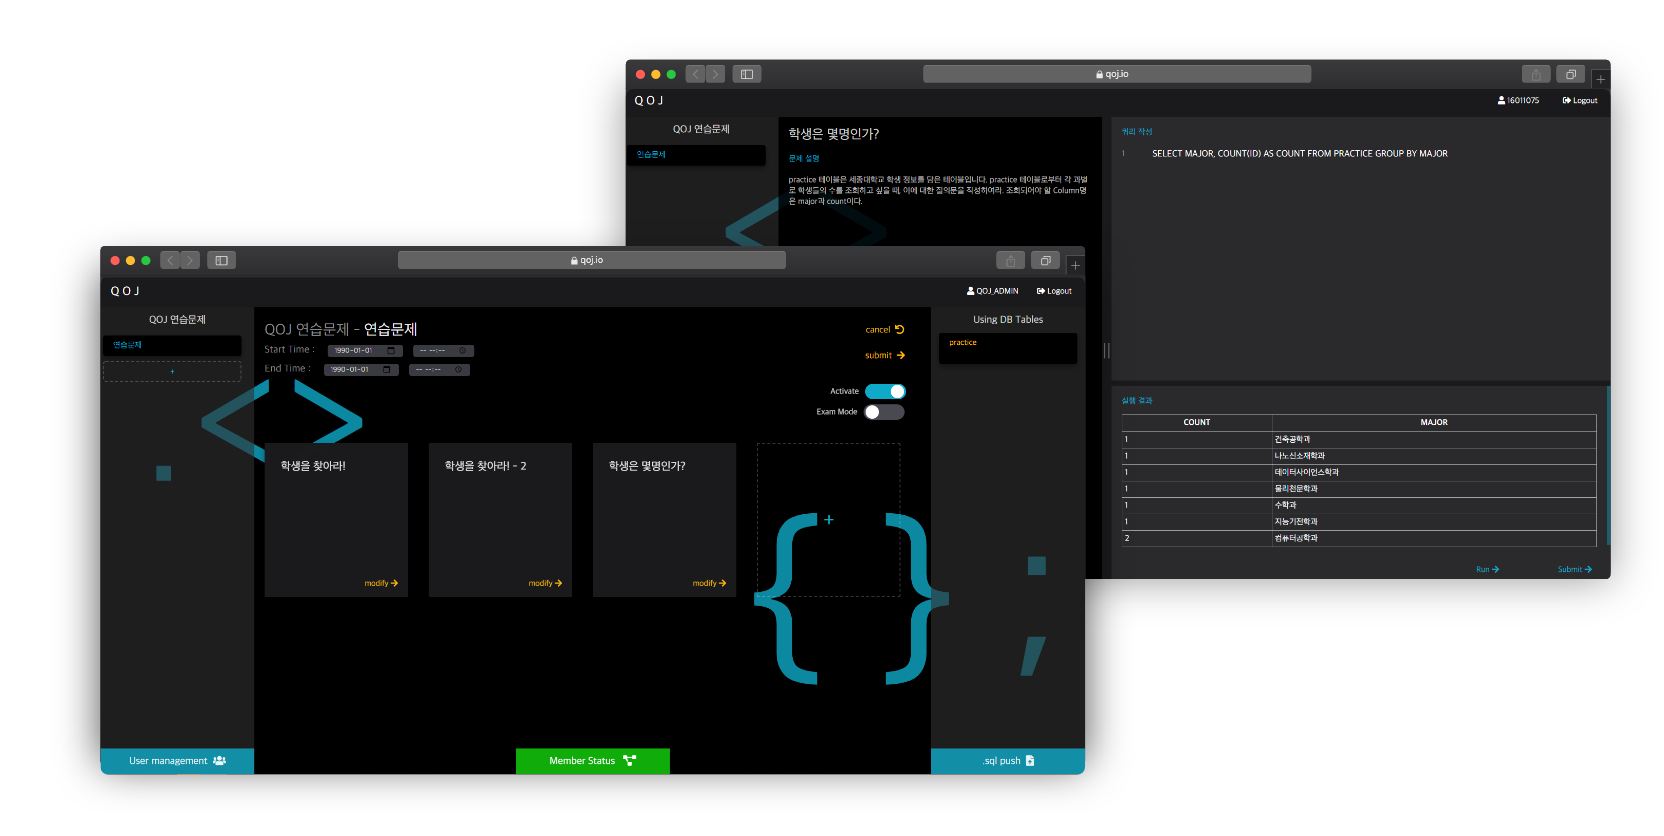 qoj.io
QOJ
16011075
Logout
QOJ 연습문제
연습문제
학생은 몇명인가?
문제 설명
practice 테이블은 세종대학교 학생 정보를 담은 테이블입니다. practice 테이블로부터 각 과별
로 학생들의 수를 조회하고 싶을 때, 이에 대한 질의문을 작성하여라. 조회되어야 할 Column명
은 major과 count이다.
쿼리 작성
1 SELECT MAJOR, COUNT(ID) AS COUNT FROM PRACTICE GROUP BY MAJOR
실행 결과
COUNT MAJOR
1 건축공학과
1 나노신소재학과
1 데이터사이언스학과
1 물리천문학과
1 수학과
1 지능기전학과
2 컴퓨터공학과
Run
Submit
qoj.io
QOJ
QOJ_ADMIN
Logout
QOJ 연습문제
연습문제
+
QOJ 연습문제 - 연습문제
Start Time : 1990-01-01 -- --:--
End Time : 1990-01-01 -- --:--
cancel
submit
Activate
Exam Mode
학생을 찾아라!
modify
학생을 찾아라! - 2
modify
학생은 몇명인가?
modify
+
Using DB Tables
practice
User management
Member Status
.sql push